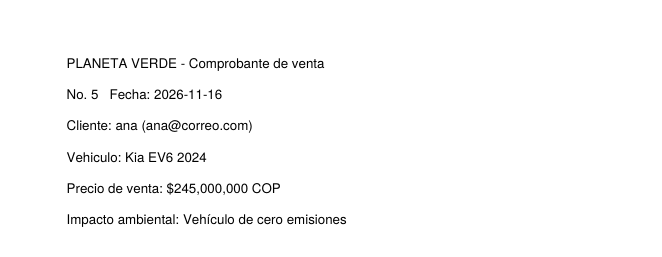 PLANETA VERDE - Comprobante de venta
No. 5   Fecha: 2026-11-16
Cliente: ana (ana@correo.com)
Vehiculo: Kia EV6 2024
Precio de venta: $245,000,000 COP
Impacto ambiental: Vehículo de cero emisiones